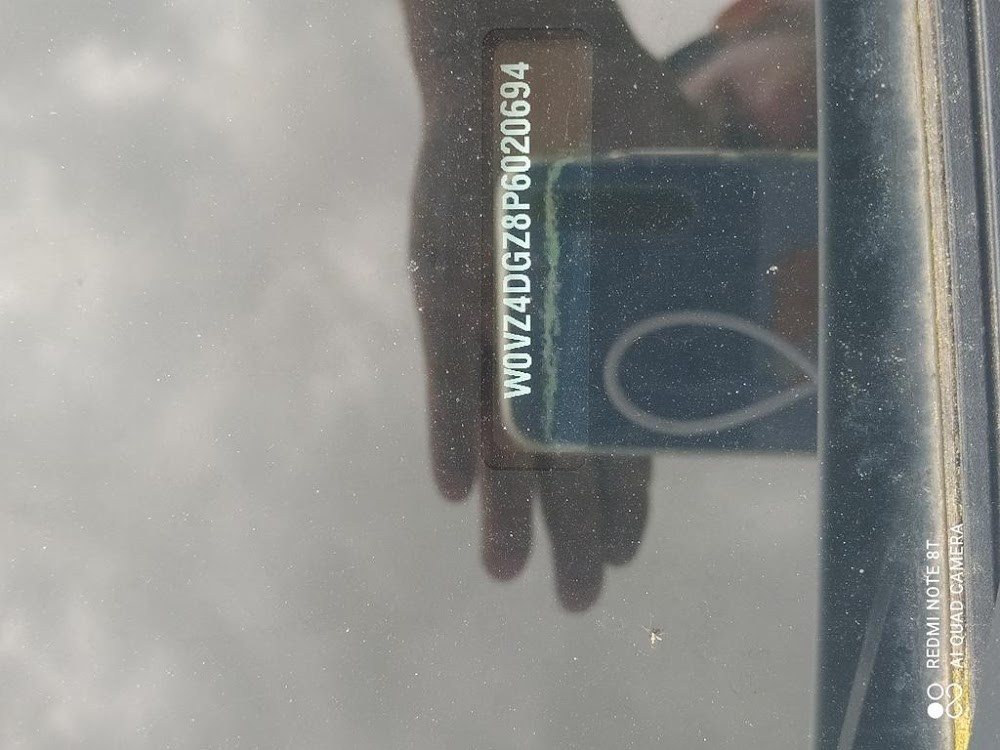 W0VZ4DGZ8P6020694
REDMI NOTE 8T
AI QUAD CAMERA